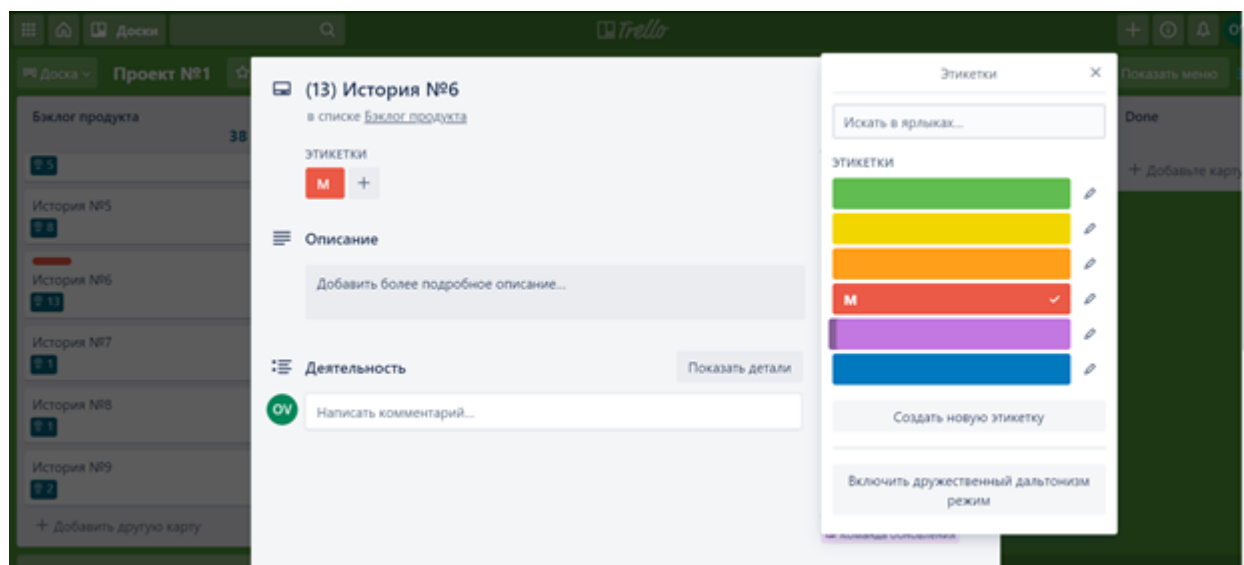 Доски
Trello
Доска
Проект №1
Показать меню
Бэклог продукта
38
5
История №5
8
История №6
13
История №7
1
История №8
1
История №9
2
+ Добавить другую карту
(13) История №6
в списке Бэклог продукта
ЭТИКЕТКИ
М
+
Описание
Добавить более подробное описание...
Деятельность
Показать детали
OV
Написать комментарий...
Этикетки
Искать в ярлыках...
ЭТИКЕТКИ
М
Создать новую этикетку
Включить дружественный дальтонизм
режим
Команда обновления
Done
+ Добавьте карту